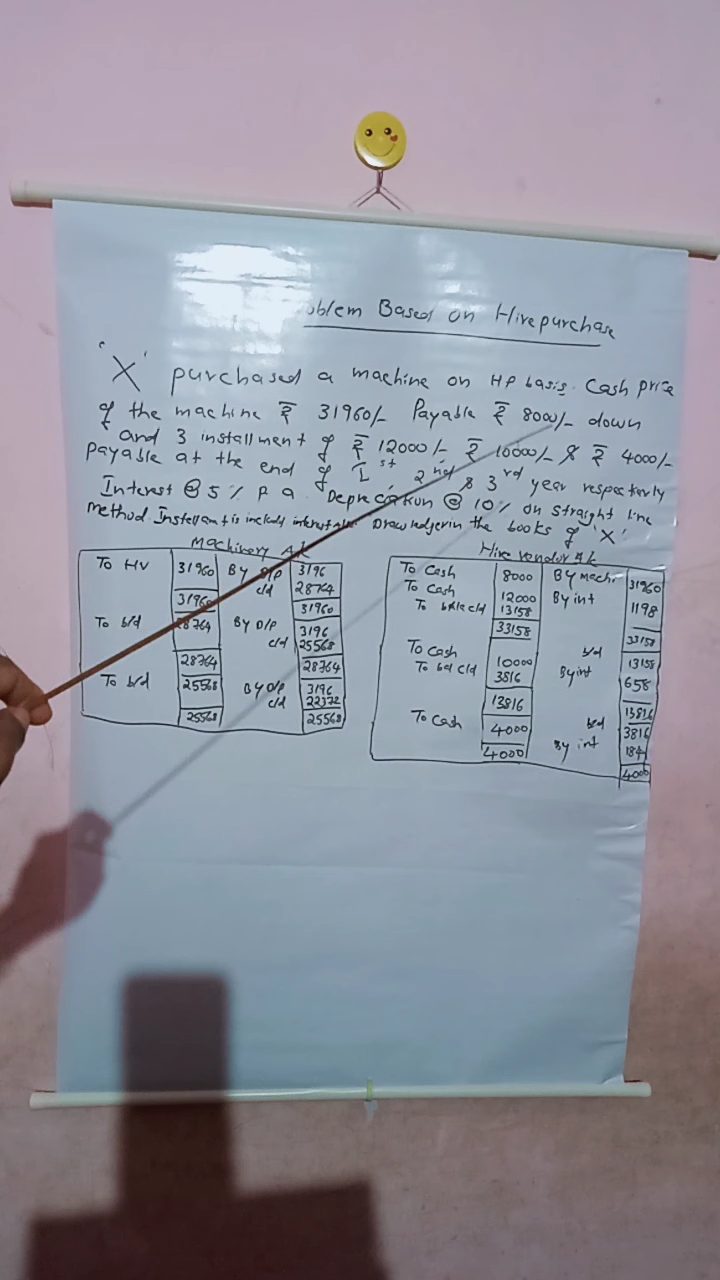 oblem Based on Hirepurchase
'X' purchased a machine on HP basis. Cash price
of the machine ₹ 31960/- Payable ₹ 8000/- down
and 3 installment of ₹ 12000/- ₹ 10000/- & ₹ 4000/-
payable at the end of 1st 2nd & 3rd year respectively
Interest @ 5% P a Depreciation @ 10% on straight line
method. Installment is includ interest Draw ledger in the books of 'X'
Machinery A/c
To HV 31960 By D/P 3196
c/d 28764
31960 31960
To b/d 28764 By D/P 3196
c/d 25568
28764 28764
To b/d 25568 By D/P 3196
c/d 22372
25568 25568
Hire vendor A/c
To Cash 8000 By mach. 31960
To Cash 12000 By int 1198
To bal c/d 13158
33158 33158
To Cash 10000 b/d 13158
To bal c/d 3816 By int 658
13816 13816
To Cash 4000 b/d 3816
By int 184
4000 4000